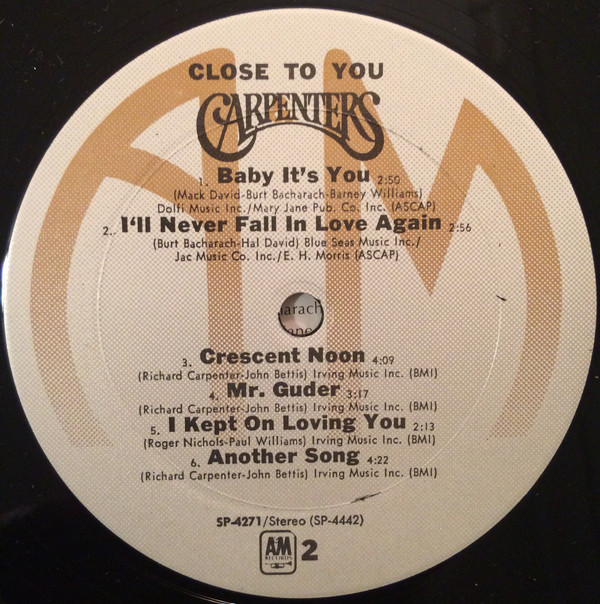 CLOSE TO YOU
CARPENTERS
1. Baby It's You 2:50
(Mack David-Burt Bacharach-Barney Williams)
Dolfi Music Inc./Mary Jane Pub. Co. Inc. (ASCAP)
2. I'll Never Fall In Love Again 2:56
(Burt Bacharach-Hal David) Blue Seas Music Inc./
Jac Music Co. Inc./E. H. Morris (ASCAP)
3. Crescent Noon 4:09
(Richard Carpenter-John Bettis) Irving Music Inc. (BMI)
4. Mr. Guder 3:17
(Richard Carpenter-John Bettis) Irving Music Inc. (BMI)
5. I Kept On Loving You 2:13
(Roger Nichols-Paul Williams) Irving Music Inc. (BMI)
6. Another Song 4:22
(Richard Carpenter-John Bettis) Irving Music Inc. (BMI)
SP-4271/Stereo (SP-4442)
A&M RECORDS 2